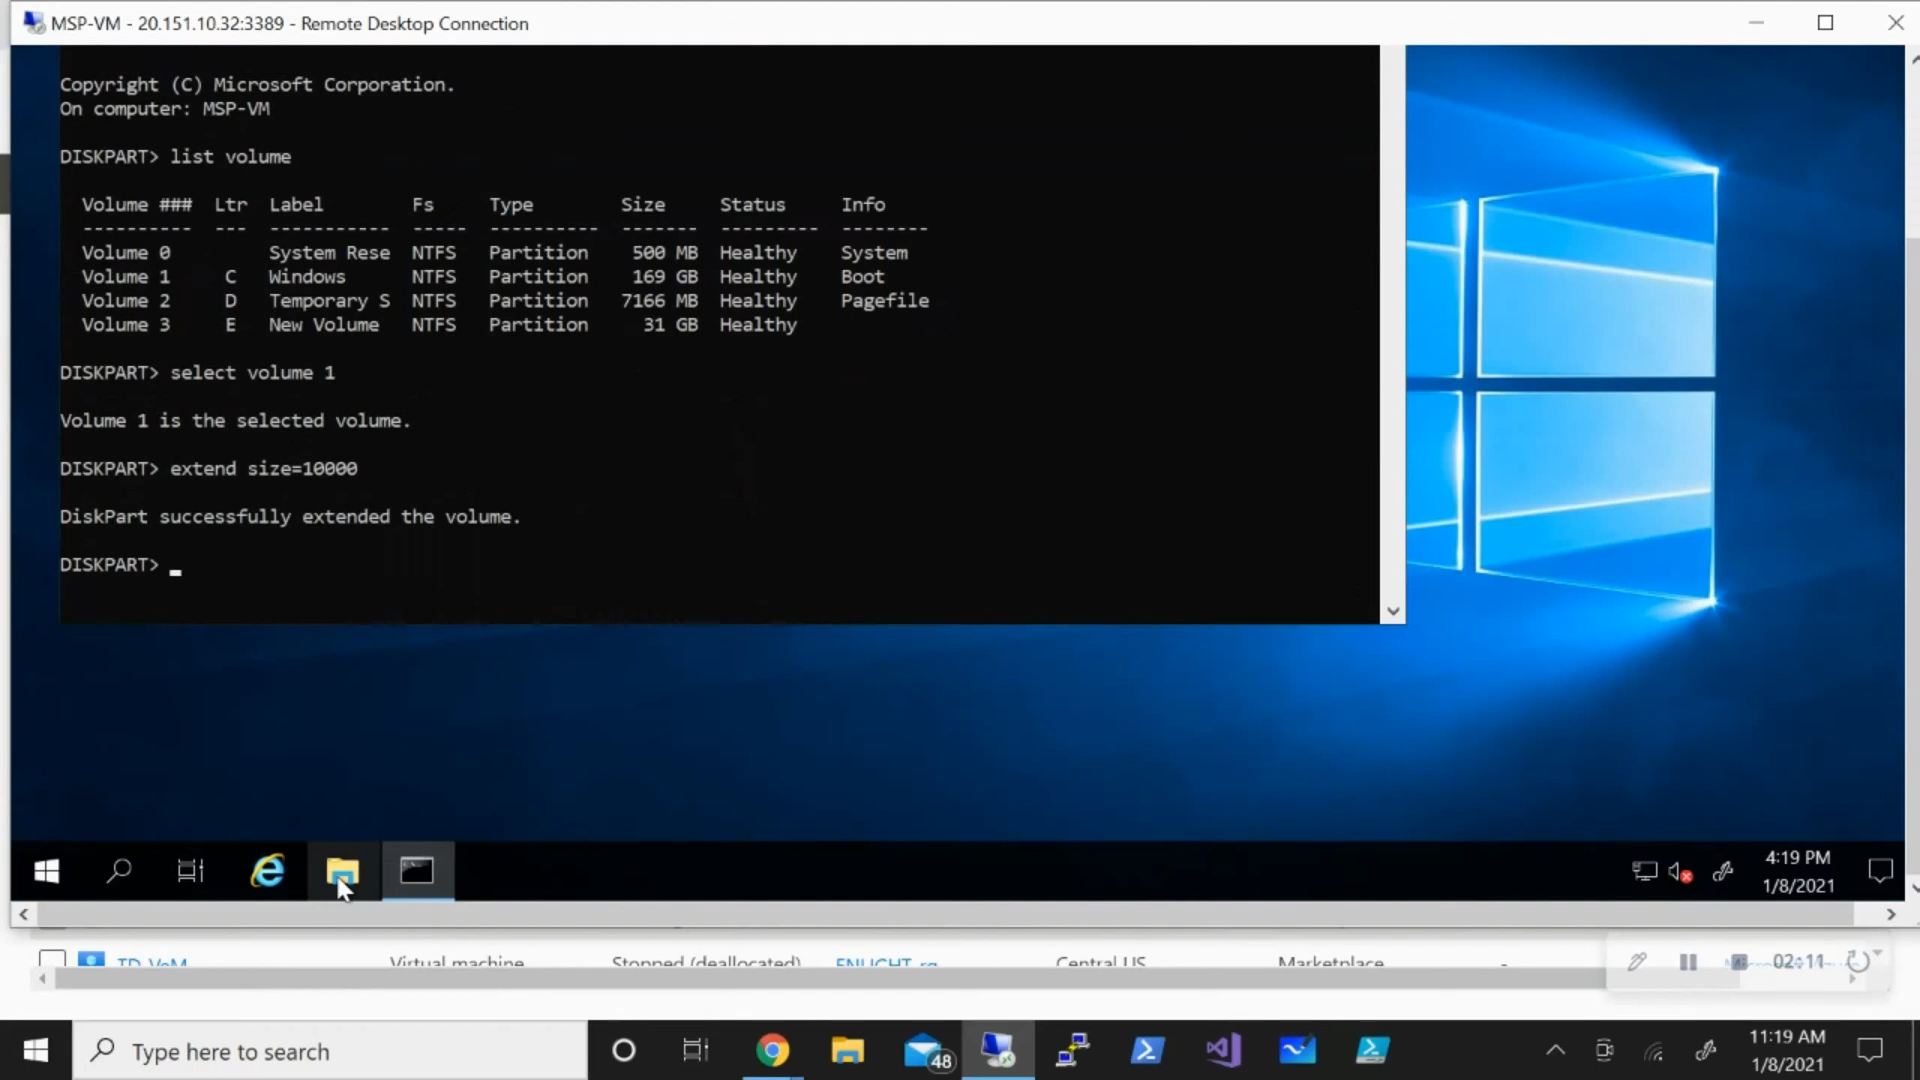 MSP-VM - 20.151.10.32:3389 - Remote Desktop Connection
Copyright (C) Microsoft Corporation.
On computer: MSP-VM
DISKPART> list volume
Volume ### Ltr Label Fs Type Size Status Info
---------- --- ----------- ----- ---------- ------- --------- --------
Volume 0 System Rese NTFS Partition 500 MB Healthy System
Volume 1 C Windows NTFS Partition 169 GB Healthy Boot
Volume 2 D Temporary S NTFS Partition 7166 MB Healthy Pagefile
Volume 3 E New Volume NTFS Partition 31 GB Healthy
DISKPART> select volume 1
Volume 1 is the selected volume.
DISKPART> extend size=10000
DiskPart successfully extended the volume.
DISKPART>
4:19 PM
1/8/2021
Virtual machine Stopped (deallocated) Central US Marketplace -
02:11
Type here to search
48
11:19 AM
1/8/2021